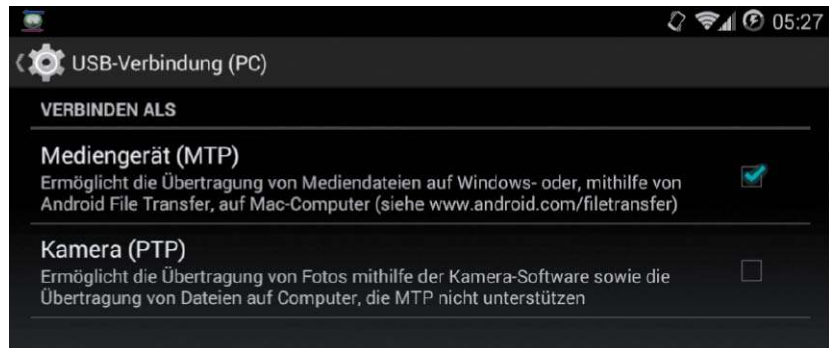 05:27
USB-Verbindung (PC)
VERBINDEN ALS
Mediengerät (MTP)
Ermöglicht die Übertragung von Mediendateien auf Windows- oder, mithilfe von
Android File Transfer, auf Mac-Computer (siehe www.android.com/filetransfer)
Kamera (PTP)
Ermöglicht die Übertragung von Fotos mithilfe der Kamera-Software sowie die
Übertragung von Dateien auf Computer, die MTP nicht unterstützen